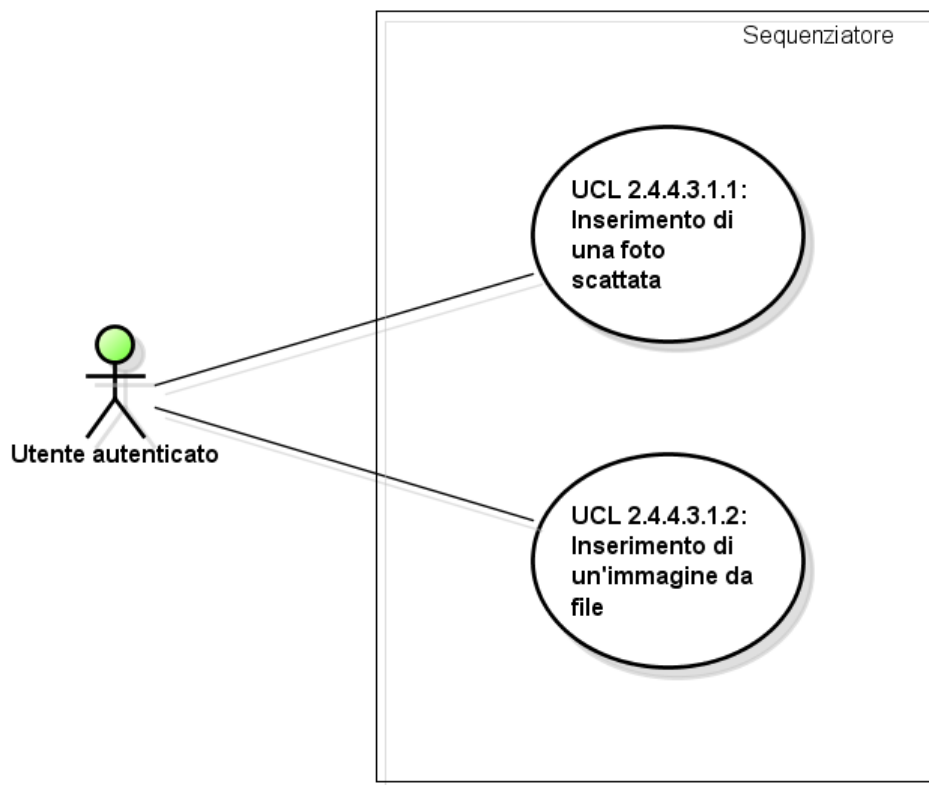 Sequenziatore
UCL 2.4.4.3.1.1:
Inserimento di
una foto
scattata
Utente autenticato
UCL 2.4.4.3.1.2:
Inserimento di
un'immagine da
file